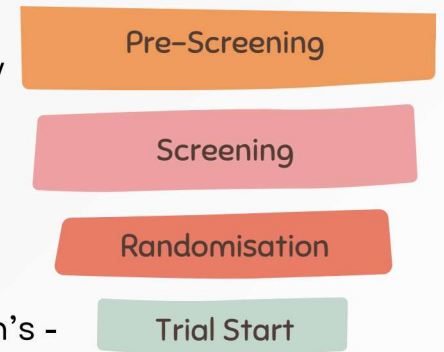 Pre-Screening
Screening
Randomisation
n's - Trial Start